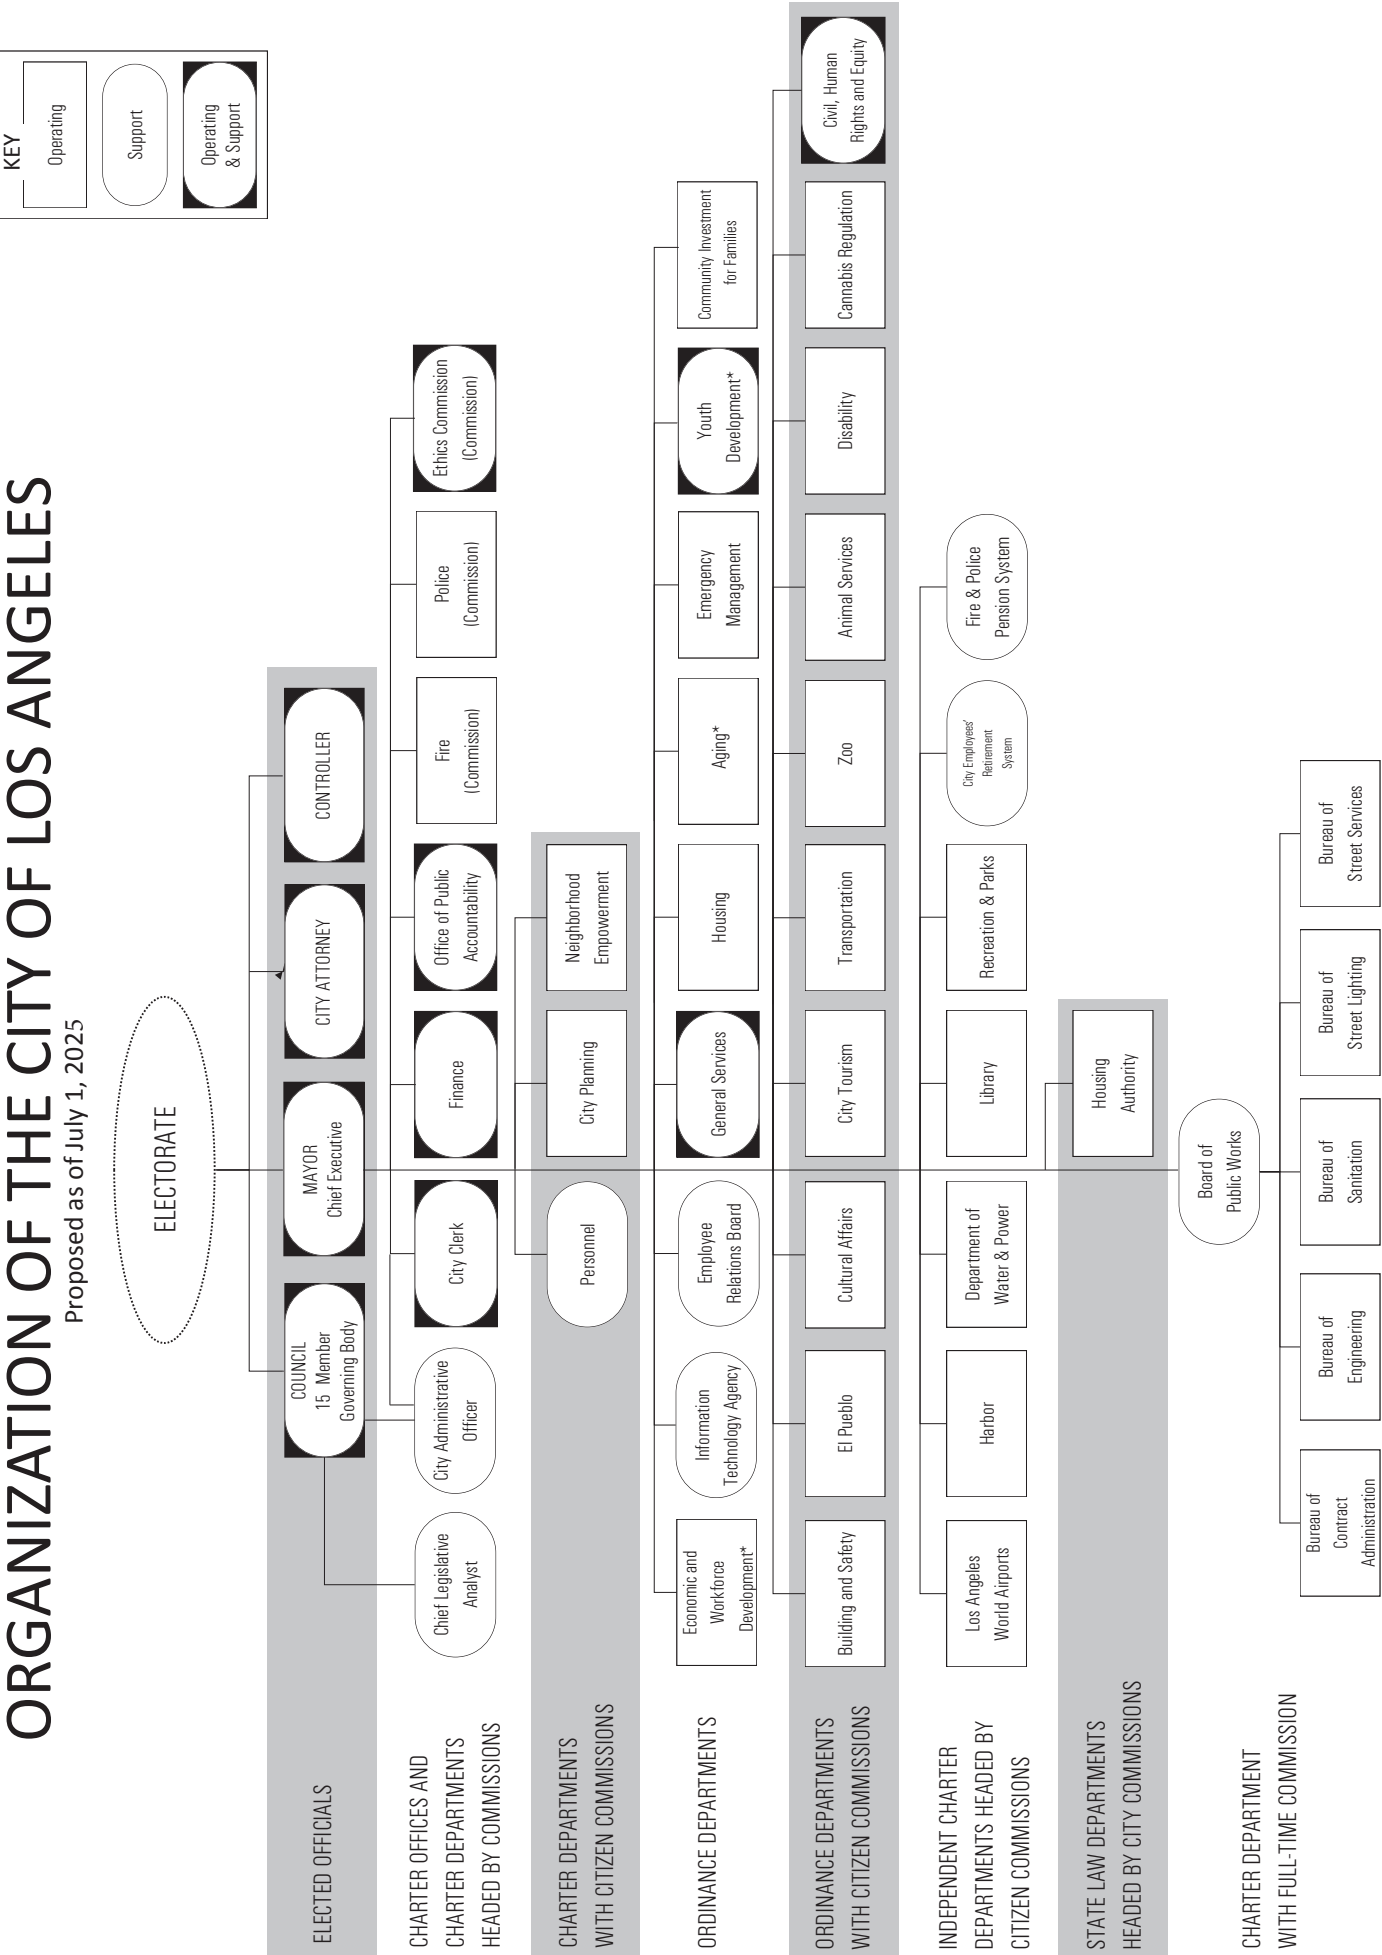 ORGANIZATION OF THE CITY OF LOS ANGELES
Proposed as of July 1, 2025
KEY
Operating
Support
Operating
& Support
ELECTORATE
ELECTED OFFICIALS
COUNCIL
15 Member
Governing Body
MAYOR
Chief Executive
CITY ATTORNEY
CONTROLLER
CHARTER OFFICES AND
CHARTER DEPARTMENTS
HEADED BY COMMISSIONS
Chief Legislative
Analyst
City Administrative
Officer
City Clerk
Finance
Office of Public
Accountability
Fire
(Commission)
Police
(Commission)
Ethics Commission
(Commission)
CHARTER DEPARTMENTS
WITH CITIZEN COMMISSIONS
Personnel
City Planning
Neighborhood
Empowerment
ORDINANCE DEPARTMENTS
Economic and
Workforce
Development*
Information
Technology Agency
Employee
Relations Board
General Services
Housing
Aging*
Emergency
Management
Youth
Development*
Community Investment
for Families
ORDINANCE DEPARTMENTS
WITH CITIZEN COMMISSIONS
Building and Safety
El Pueblo
Cultural Affairs
City Tourism
Transportation
Zoo
Animal Services
Disability
Cannabis Regulation
Civil, Human
Rights and Equity
INDEPENDENT CHARTER
DEPARTMENTS HEADED BY
CITIZEN COMMISSIONS
Los Angeles
World Airports
Harbor
Department of
Water & Power
Library
Recreation & Parks
City Employees'
Retirement
System
Fire & Police
Pension System
STATE LAW DEPARTMENTS
HEADED BY CITY COMMISSIONS
Housing
Authority
CHARTER DEPARTMENT
WITH FULL-TIME COMMISSION
Board of
Public Works
Bureau of
Contract
Administration
Bureau of
Engineering
Bureau of
Sanitation
Bureau of
Street Lighting
Bureau of
Street Services